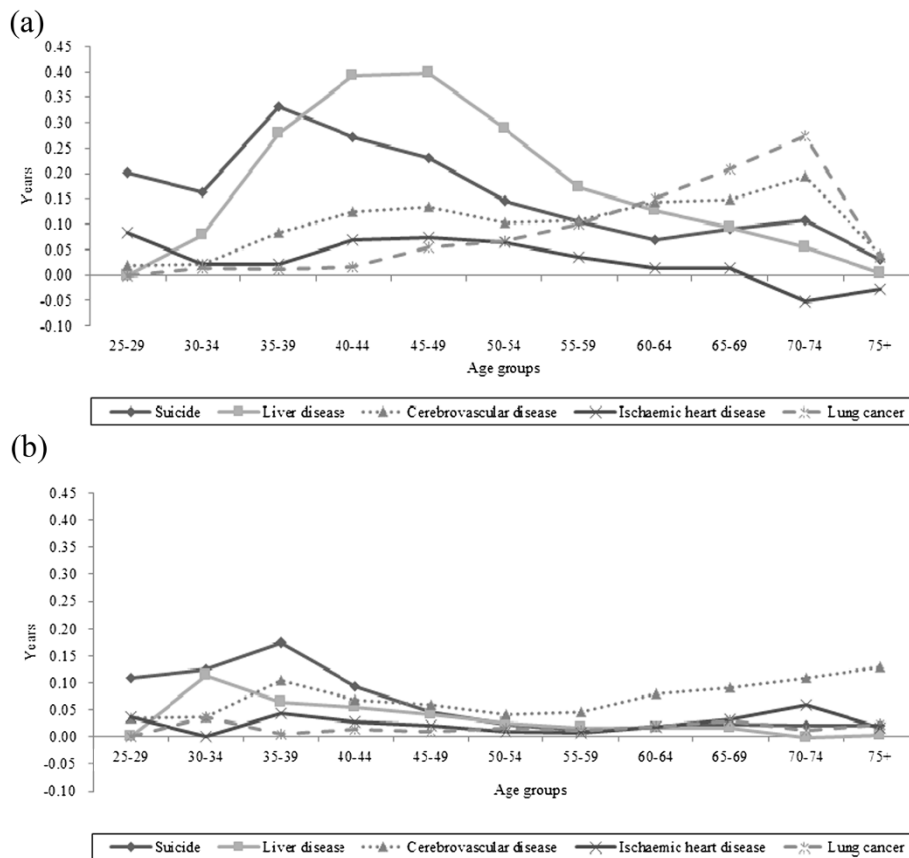 (a)
0.45
0.40
0.35
0.30
0.25
0.20
0.15
0.10
0.05
0.00
-0.05
-0.10
Years
25-29 30-34 35-39 40-44 45-49 50-54 55-59 60-64 65-69 70-74 75+
Age groups
Suicide Liver disease Cerebrovascular disease Ischaemic heart disease Lung cancer
(b)
0.45
0.40
0.35
0.30
0.25
0.20
0.15
0.10
0.05
0.00
-0.05
-0.10
Years
25-29 30-34 35-39 40-44 45-49 50-54 55-59 60-64 65-69 70-74 75+
Age groups
Suicide Liver disease Cerebrovascular disease Ischaemic heart disease Lung cancer